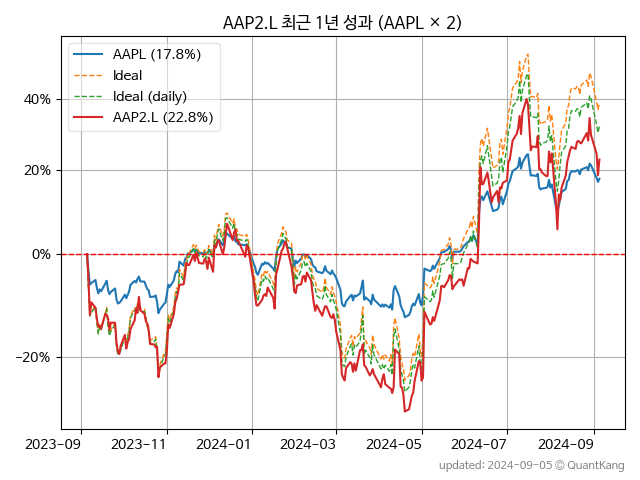 AAP2.L 최근 1년 성과 (AAPL × 2)
AAPL (17.8%)
Ideal
Ideal (daily)
AAP2.L (22.8%)
40%
20%
0%
−20%
2023-09
2023-11
2024-01
2024-03
2024-05
2024-07
2024-09
updated: 2024-09-05 © QuantKang